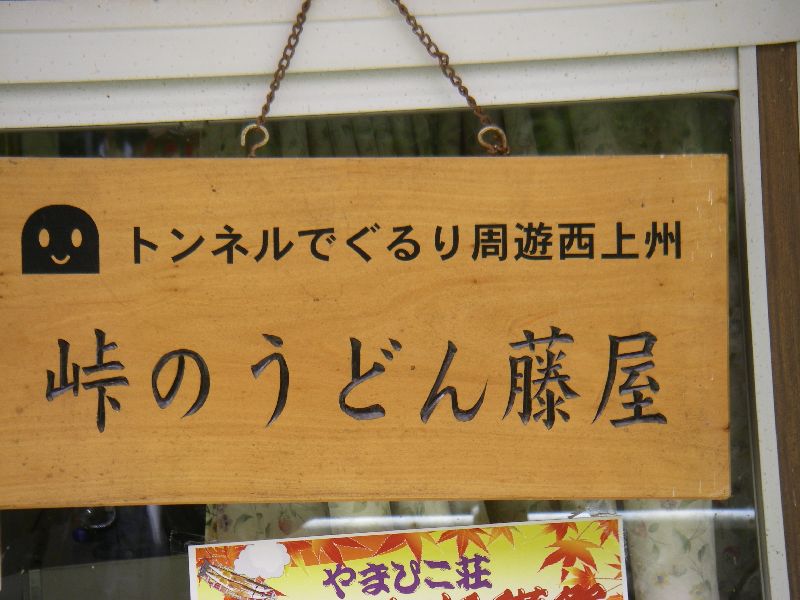 トンネルでぐるり周遊西上州
峠のうどん藤屋
やまびこ荘